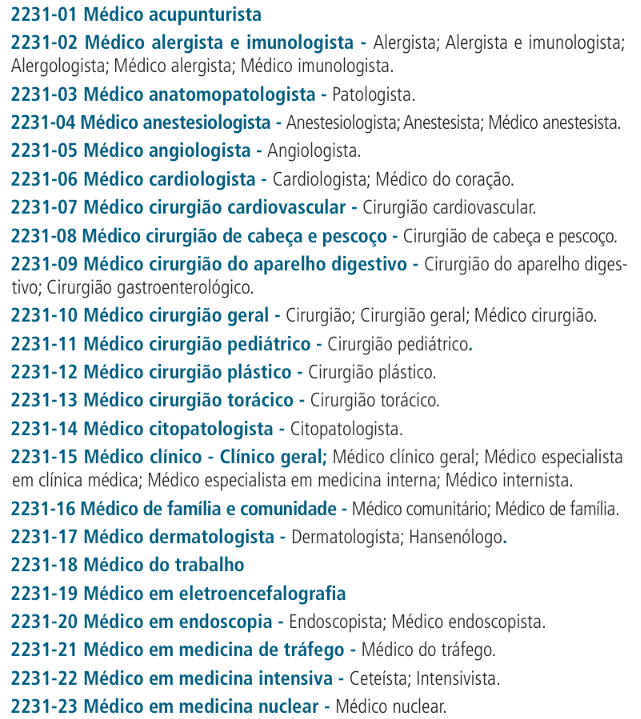 2231-01 Médico acupunturista
2231-02 Médico alergista e imunologista - Alergista; Alergista e imunologista;
Alergologista; Médico alergista; Médico imunologista.
2231-03 Médico anatomopatologista - Patologista.
2231-04 Médico anestesiologista - Anestesiologista; Anestesista; Médico anestesista.
2231-05 Médico angiologista - Angiologista.
2231-06 Médico cardiologista - Cardiologista; Médico do coração.
2231-07 Médico cirurgião cardiovascular - Cirurgião cardiovascular.
2231-08 Médico cirurgião de cabeça e pescoço - Cirurgião de cabeça e pescoço.
2231-09 Médico cirurgião do aparelho digestivo - Cirurgião do aparelho diges-
tivo; Cirurgião gastroenterológico.
2231-10 Médico cirurgião geral - Cirurgião; Cirurgião geral; Médico cirurgião.
2231-11 Médico cirurgião pediátrico - Cirurgião pediátrico.
2231-12 Médico cirurgião plástico - Cirurgião plástico.
2231-13 Médico cirurgião torácico - Cirurgião torácico.
2231-14 Médico citopatologista - Citopatologista.
2231-15 Médico clínico - Clínico geral; Médico clínico geral; Médico especialista
em clínica médica; Médico especialista em medicina interna; Médico internista.
2231-16 Médico de família e comunidade - Médico comunitário; Médico de família.
2231-17 Médico dermatologista - Dermatologista; Hansenólogo.
2231-18 Médico do trabalho
2231-19 Médico em eletroencefalografia
2231-20 Médico em endoscopia - Endoscopista; Médico endoscopista.
2231-21 Médico em medicina de tráfego - Médico do tráfego.
2231-22 Médico em medicina intensiva - Ceteísta; Intensivista.
2231-23 Médico em medicina nuclear - Médico nuclear.